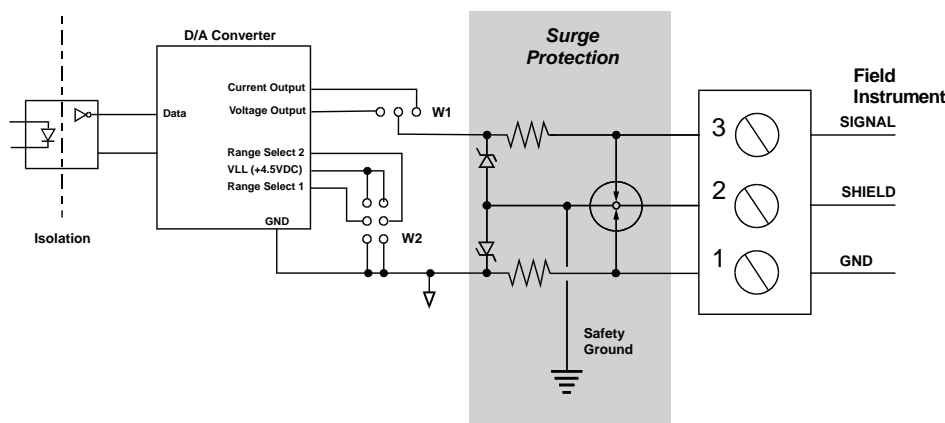 D/A Converter
Surge
Protection
Current Output
Voltage Output
W1
Data
Range Select 2
VLL (+4.5VDC)
Range Select 1
GND
W2
Isolation
Field
Instrument
3
SIGNAL
2
SHIELD
1
GND
Safety
Ground